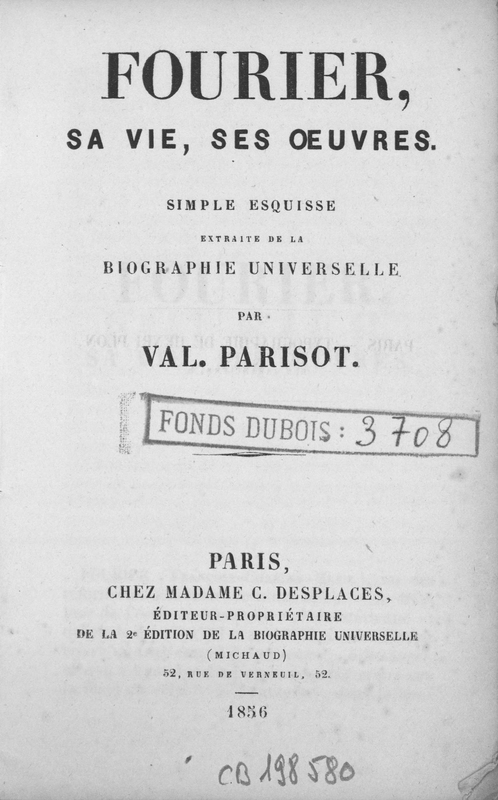 FOURIER,
SA VIE, SES OEUVRES.
SIMPLE ESQUISSE
EXTRAITE DE LA
BIOGRAPHIE UNIVERSELLE
PAR
VAL. PARISOT.
FONDS DUBOIS : 3708
PARIS,
CHEZ MADAME C. DESPLACES,
ÉDITEUR-PROPRIÉTAIRE
DE LA 2e ÉDITION DE LA BIOGRAPHIE UNIVERSELLE
(MICHAUD)
52, RUE DE VERNEUIL, 52.
1856
CB 198580